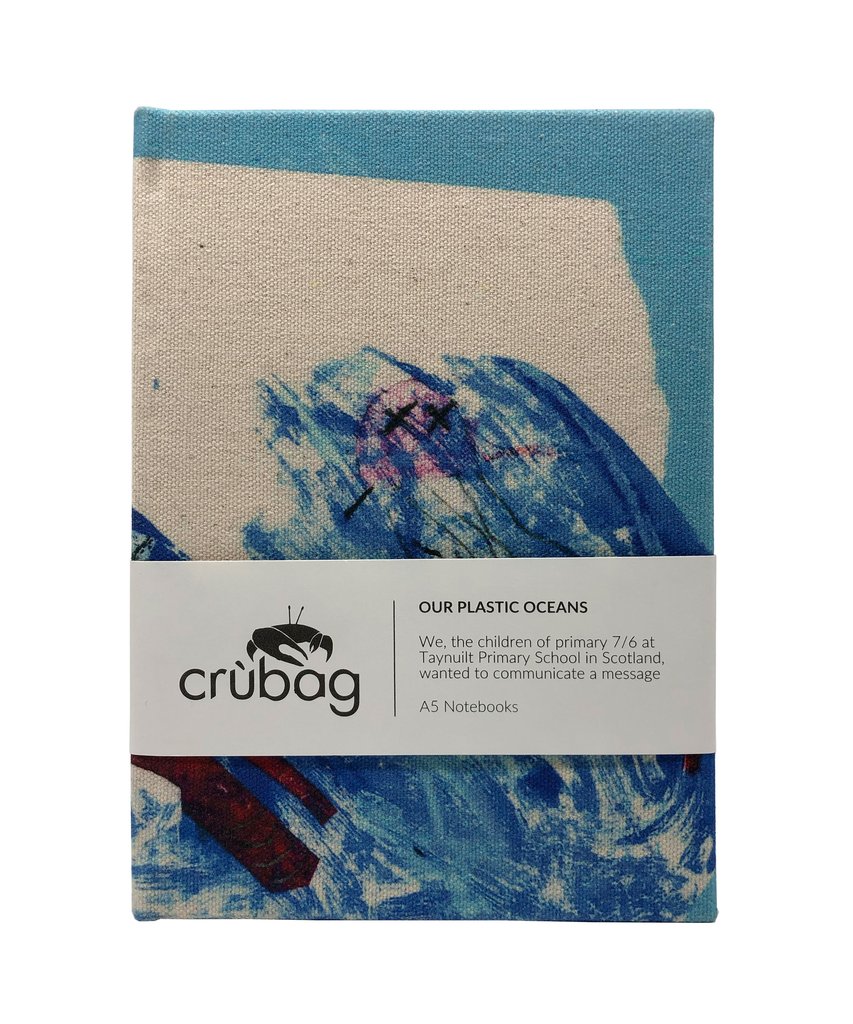 crùbag
OUR PLASTIC OCEANS
We, the children of primary 7/6 at
Taynuilt Primary School in Scotland,
wanted to communicate a message
A5 Notebooks